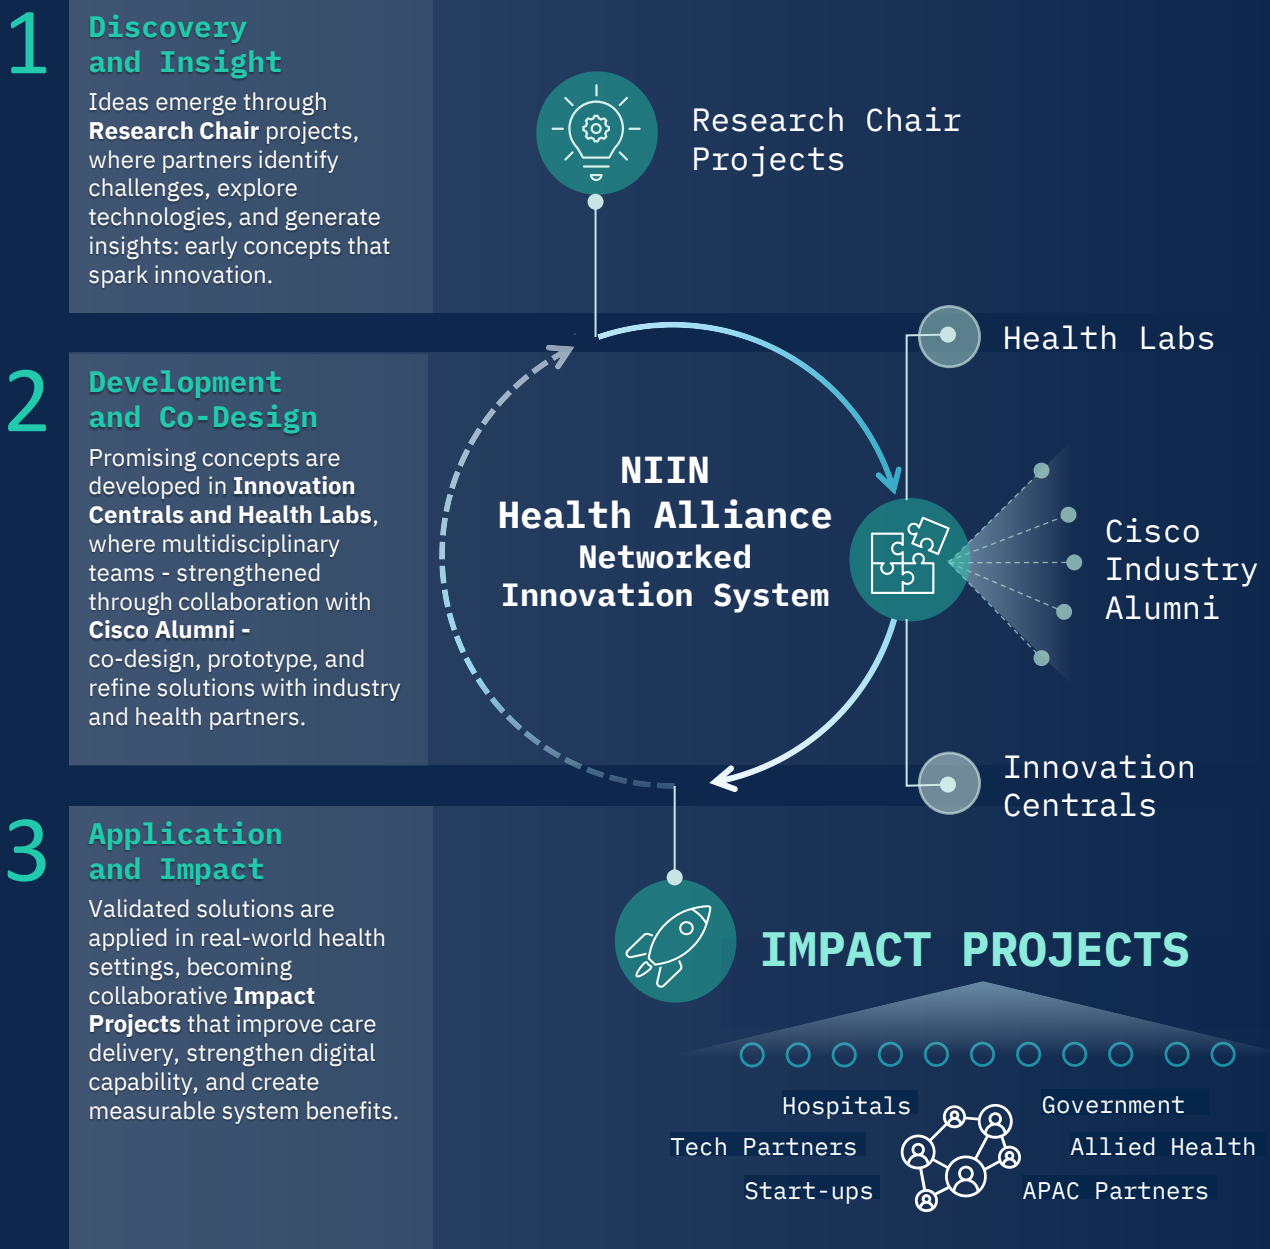 1
Discovery
and Insight
Ideas emerge through
Research Chair projects,
where partners identify
challenges, explore
technologies, and generate
insights: early concepts that
spark innovation.
Research Chair
Projects
2
Development
and Co-Design
Promising concepts are
developed in Innovation
Centrals and Health Labs,
where multidisciplinary
teams - strengthened
through collaboration with
Cisco Alumni -
co-design, prototype, and
refine solutions with industry
and health partners.
NIIN
Health Alliance
Networked
Innovation System
Health Labs
Cisco
Industry
Alumni
Innovation
Centrals
3
Application
and Impact
Validated solutions are
applied in real-world health
settings, becoming
collaborative Impact
Projects that improve care
delivery, strengthen digital
capability, and create
measurable system benefits.
IMPACT PROJECTS
Hospitals
Government
Tech Partners
Allied Health
Start-ups
APAC Partners